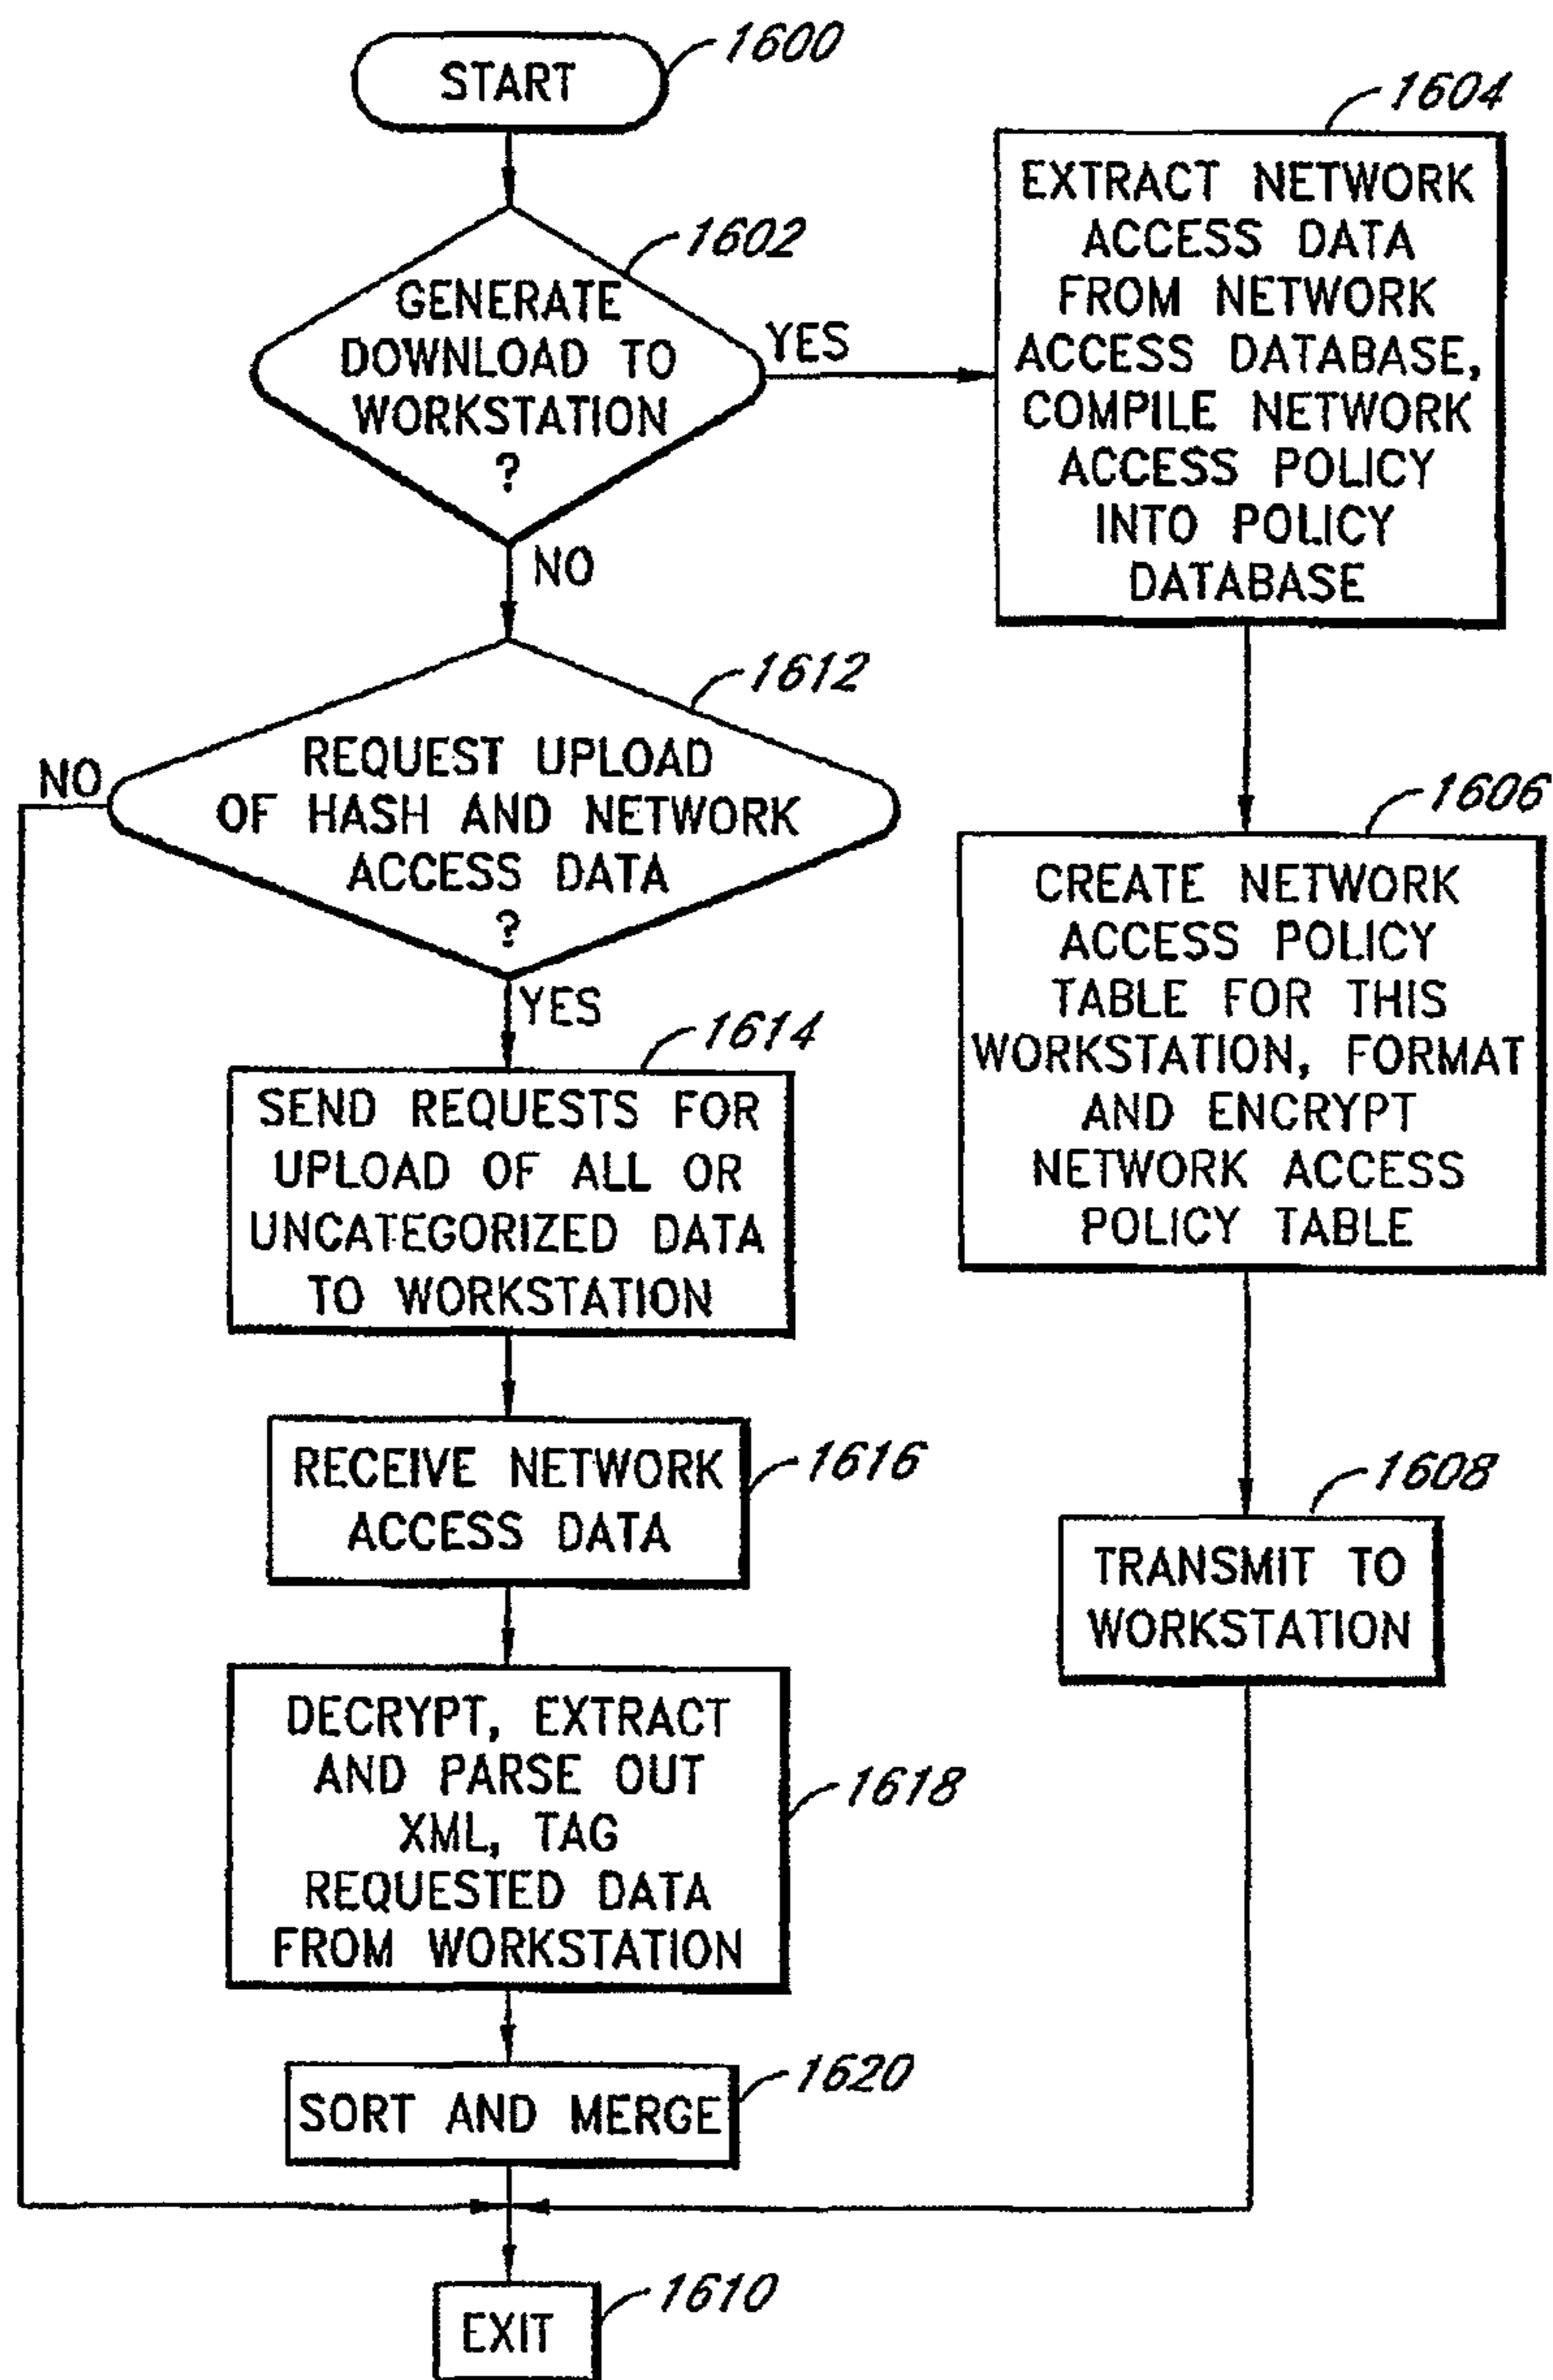 START
1600
GENERATE
DOWNLOAD TO
WORKSTATION
?
1602
YES
NO
EXTRACT NETWORK
ACCESS DATA
FROM NETWORK
ACCESS DATABASE,
COMPILE NETWORK
ACCESS POLICY
INTO POLICY
DATABASE
1604
REQUEST UPLOAD
OF HASH AND NETWORK
ACCESS DATA
?
1612
NO
YES
CREATE NETWORK
ACCESS POLICY
TABLE FOR THIS
WORKSTATION, FORMAT
AND ENCRYPT
NETWORK ACCESS
POLICY TABLE
1606
SEND REQUESTS FOR
UPLOAD OF ALL OR
UNCATEGORIZED DATA
TO WORKSTATION
1614
RECEIVE NETWORK
ACCESS DATA
1616
TRANSMIT TO
WORKSTATION
1608
DECRYPT, EXTRACT
AND PARSE OUT
XML, TAG
REQUESTED DATA
FROM WORKSTATION
1618
SORT AND MERGE
1620
EXIT
1610